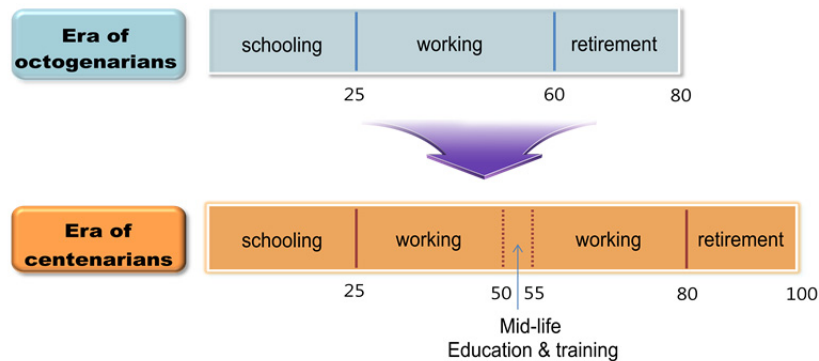 Era of
octogenarians
schooling working retirement
25 60 80
Era of
centenarians
schooling working working retirement
25 50 55 80 100
Mid-life
Education & training